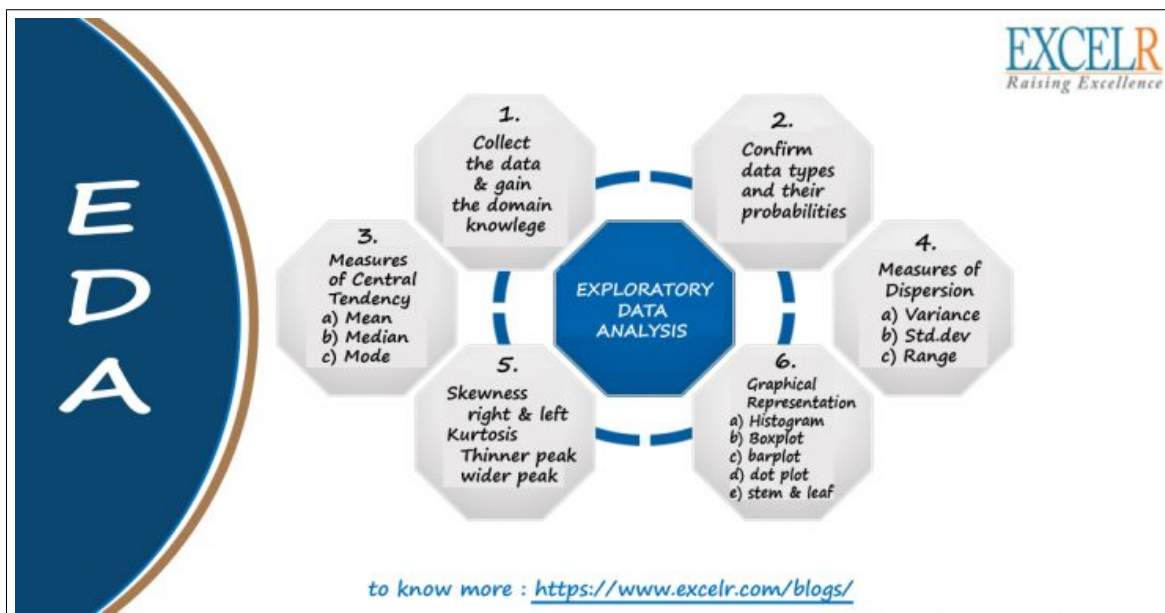 EXCELR
Raising Excellence
E
D
A
1.
Collect
the data
& gain
the domain
knowlege
2.
Confirm
data types
and their
probabilities
3.
Measures
of Central
Tendency
a) Mean
b) Median
c) Mode
EXPLORATORY
DATA
ANALYSIS
4.
Measures of
Dispersion
a) Variance
b) Std.dev
c) Range
5.
Skewness
right & left
Kurtosis
Thinner peak
wider peak
6.
Graphical
Representation
a) Histogram
b) Boxplot
c) barplot
d) dot plot
e) stem & leaf
to know more : https://www.excelr.com/blogs/